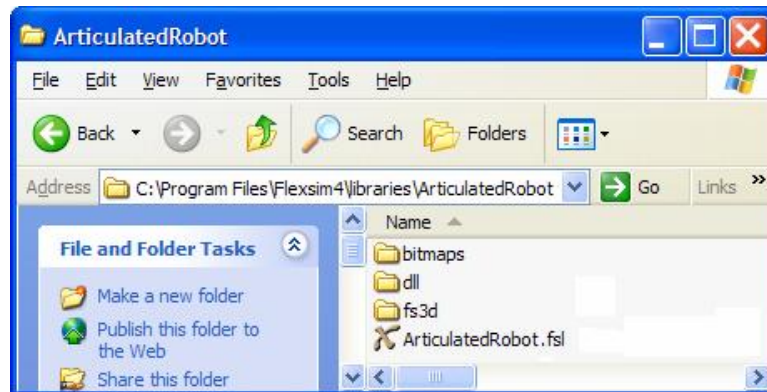 ArticulatedRobot
File Edit View Favorites Tools Help
Back Search Folders
Address C:\Program Files\Flexsim4\libraries\ArticulatedRobot Go Links »
Name
File and Folder Tasks
bitmaps
dll
Make a new folder
fs3d
Publish this folder to
the Web
ArticulatedRobot.fsl
Share this folder